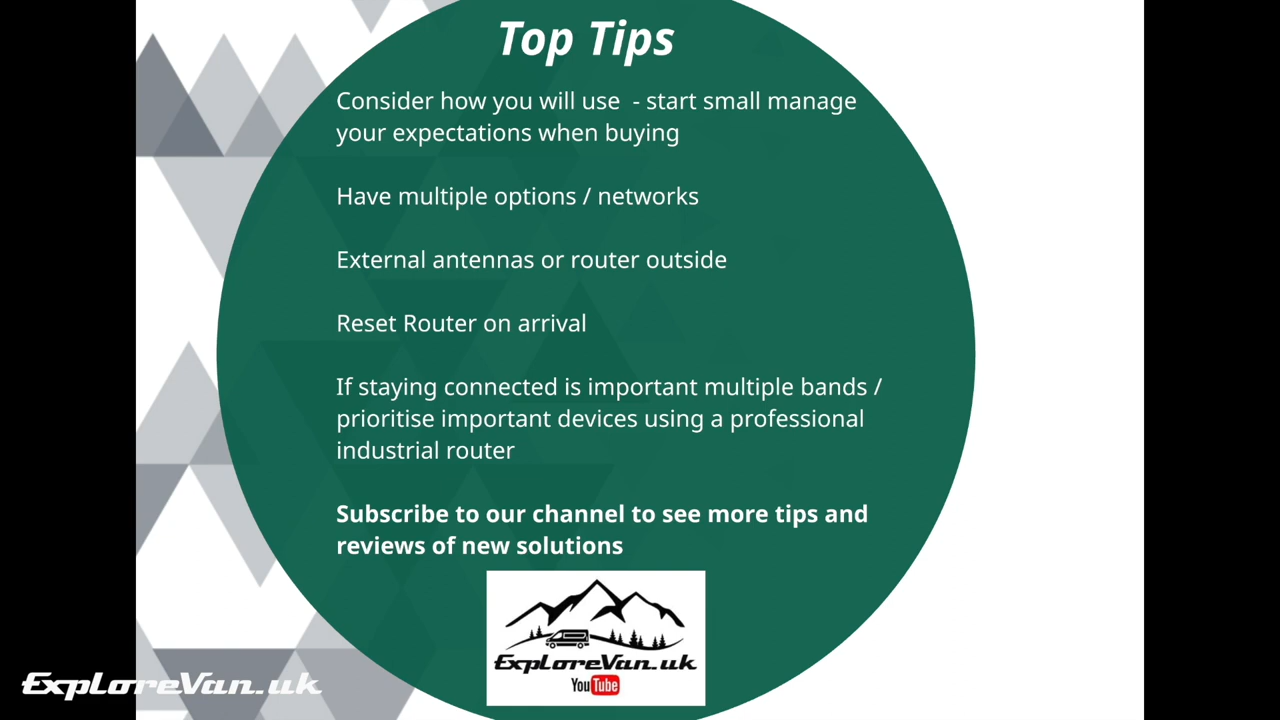 Top Tips
Consider how you will use  - start small manage
your expectations when buying
Have multiple options / networks
External antennas or router outside
Reset Router on arrival
If staying connected is important multiple bands /
prioritise important devices using a professional
industrial router
Subscribe to our channel to see more tips and
reviews of new solutions
ExploreVan.uk
YouTube
ExploreVan.uk